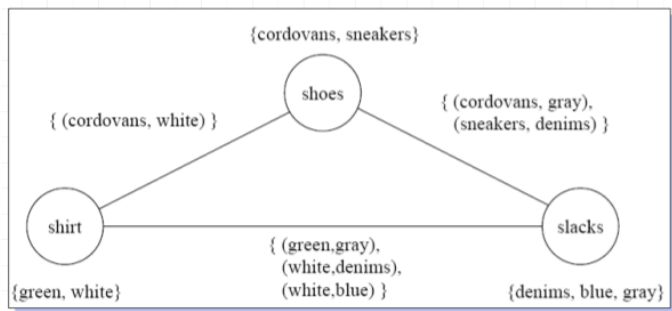 {cordovans, sneakers}
shoes
{ (cordovans, white) }
{ (cordovans, gray),
(sneakers, denims) }
shirt
slacks
{ (green,gray),
(white,denims),
(white,blue) }
{green, white}
{denims, blue, gray}